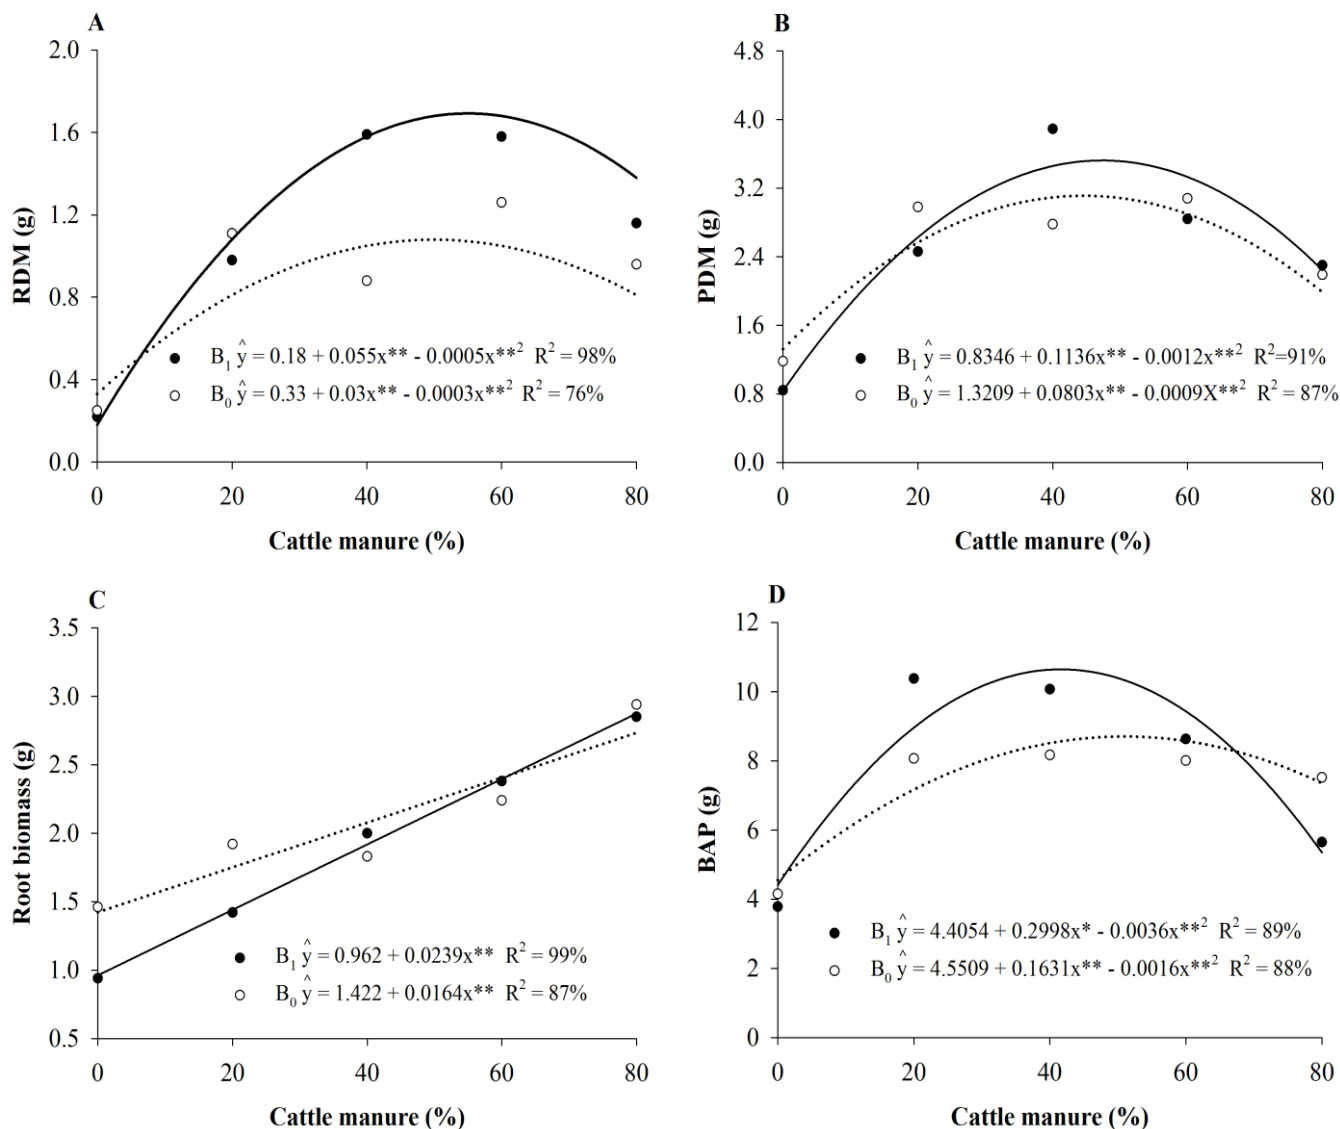 A
2.0
1.6
1.2
0.8
0.4
0.0
RDM (g)
B₁ ŷ = 0.18 + 0.055x** - 0.0005x**² R² = 98%
B₀ ŷ = 0.33 + 0.03x** - 0.0003x**² R² = 76%
0 20 40 60 80
Cattle manure (%)
B
4.8
4.0
3.2
2.4
1.6
0.8
0.0
PDM (g)
B₁ ŷ = 0.8346 + 0.1136x** - 0.0012x**² R²=91%
B₀ ŷ = 1.3209 + 0.0803x** - 0.0009X**² R² = 87%
0 20 40 60 80
Cattle manure (%)
C
3.5
3.0
2.5
2.0
1.5
1.0
0.5
Root biomass (g)
B₁ ŷ = 0.962 + 0.0239x** R² = 99%
B₀ ŷ = 1.422 + 0.0164x** R² = 87%
0 20 40 60 80
Cattle manure (%)
D
12
10
8
6
4
2
0
BAP (g)
B₁ ŷ = 4.4054 + 0.2998x* - 0.0036x**² R² = 89%
B₀ ŷ = 4.5509 + 0.1631x** - 0.0016x**² R² = 88%
0 20 40 60 80
Cattle manure (%)